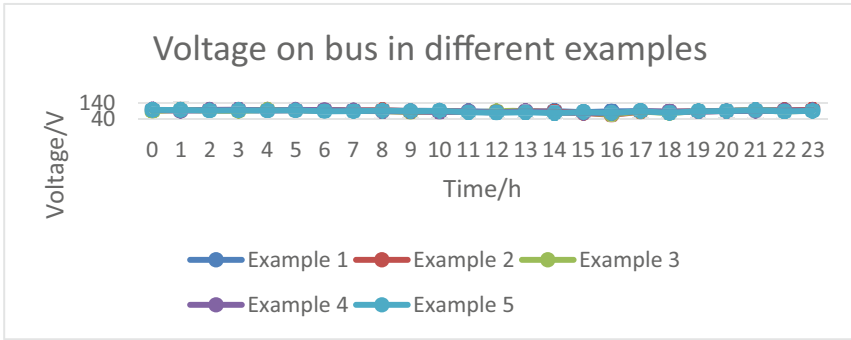 Voltage on bus in different examples
140
40
Voltage/V
0 1 2 3 4 5 6 7 8 9 10 11 12 13 14 15 16 17 18 19 20 21 22 23
Time/h
Example 1 Example 2 Example 3
Example 4 Example 5